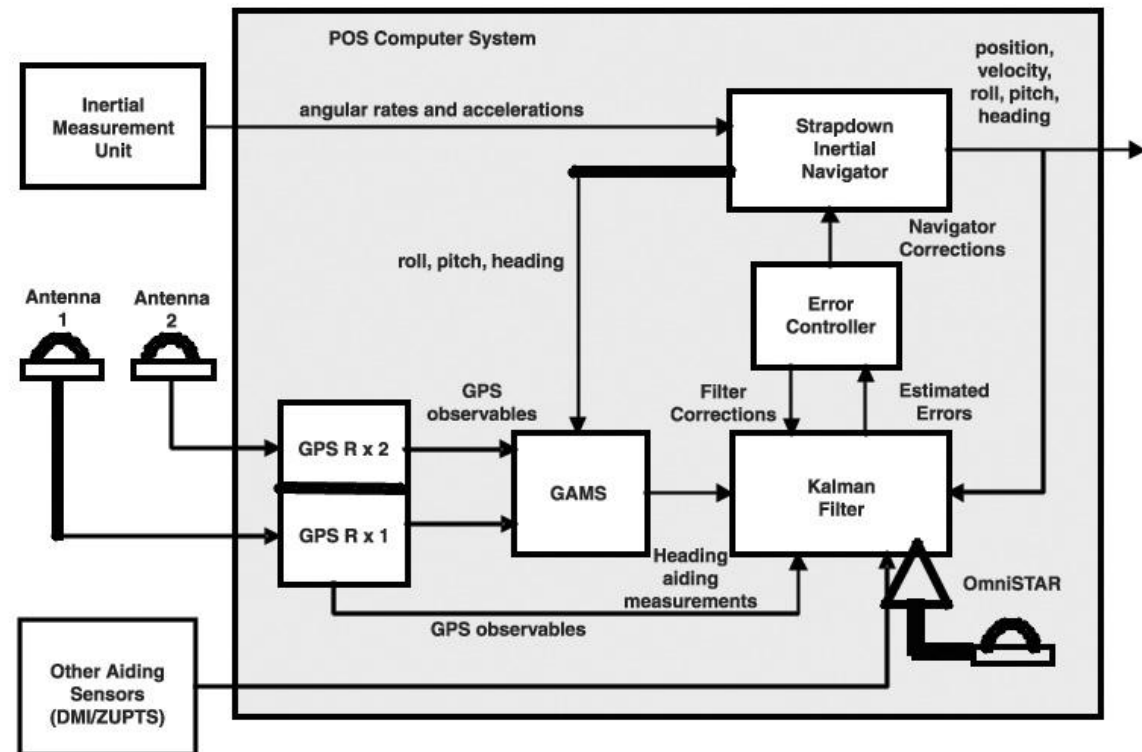 POS Computer System
position,
velocity,
roll, pitch,
heading
Inertial
Measurement
Unit
angular rates and accelerations
Strapdown
Inertial
Navigator
Navigator
Corrections
roll, pitch, heading
Antenna
1
Antenna
2
Error
Controller
GPS
observables
Filter
Corrections
Estimated
Errors
GPS R x 2
GAMS
Kalman
Filter
GPS R x 1
Heading
aiding
measurements
OmniSTAR
GPS observables
Other Aiding
Sensors
(DMI/ZUPTS)